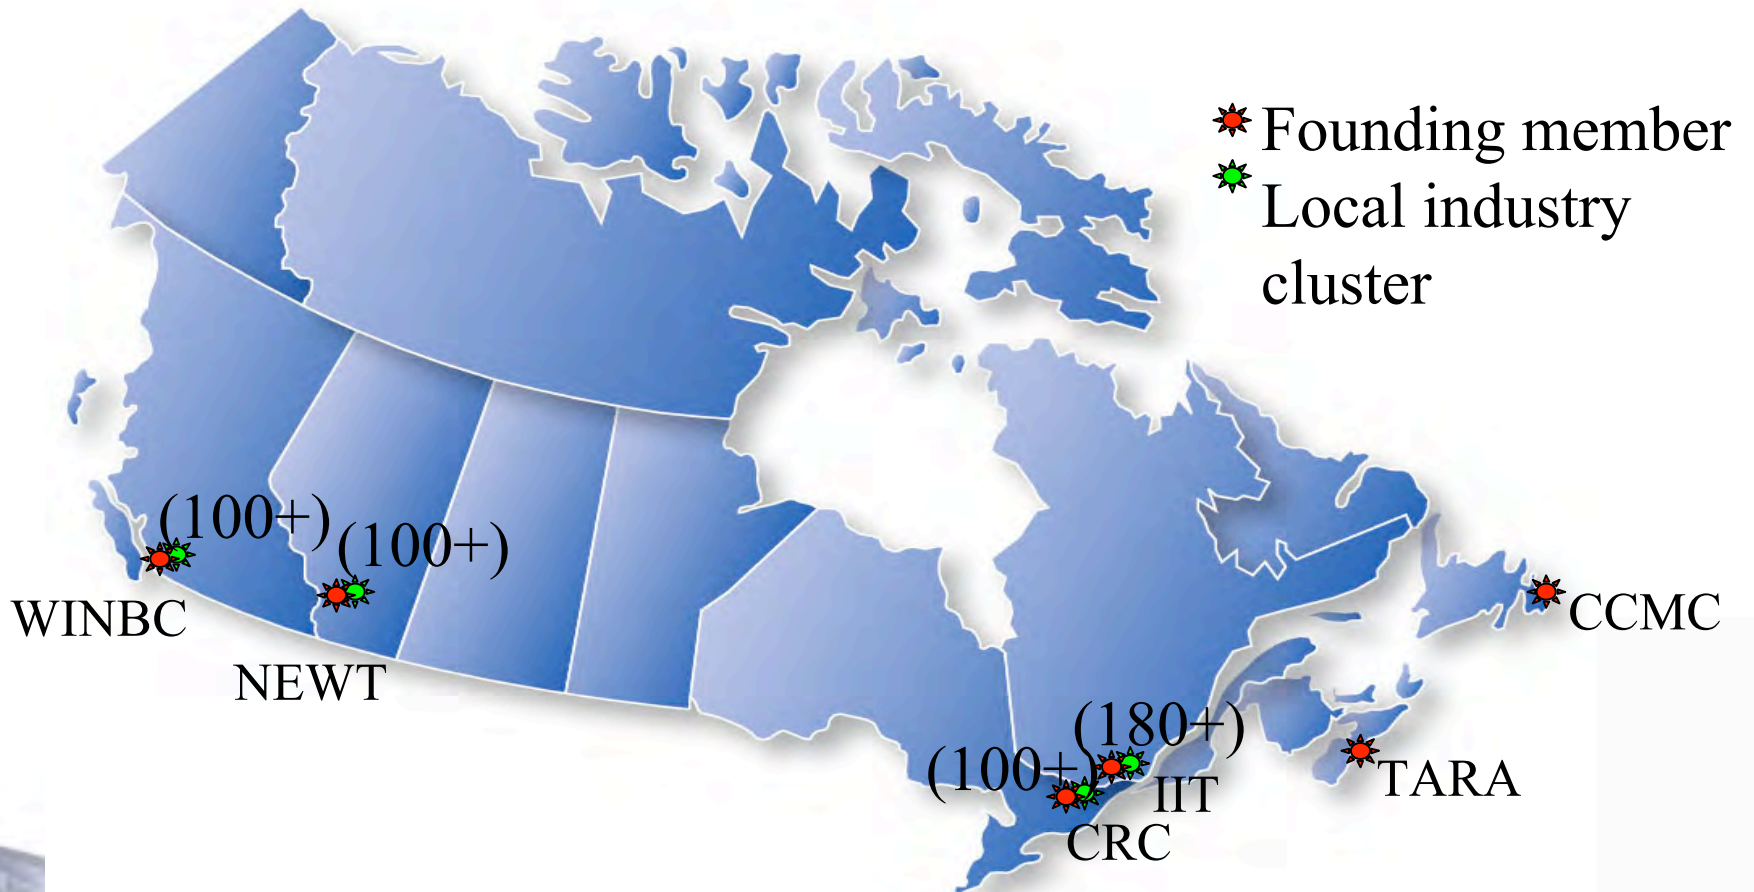 Founding member
Local industry
cluster
(100+)
(100+)
WINBC
CCMC
NEWT
(180+)
(100+)
IIT
TARA
CRC